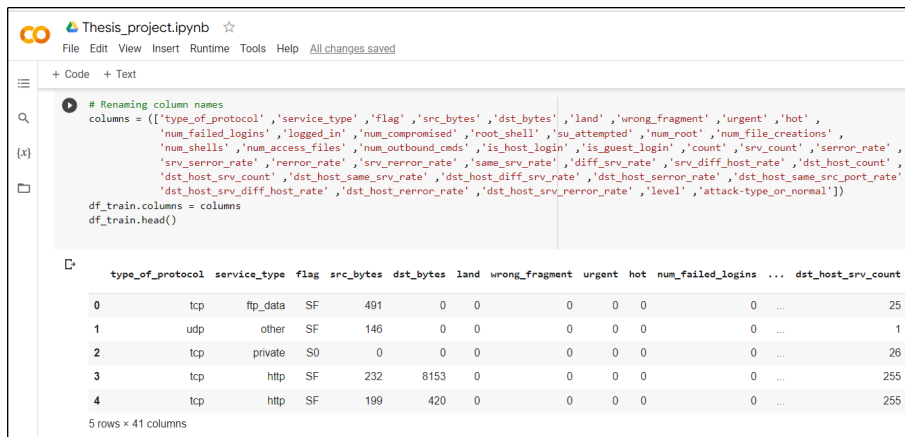 Thesis_project.ipynb
File Edit View Insert Runtime Tools Help All changes saved
+ Code + Text
# Renaming column names
columns = (['type_of_protocol' ,'service_type' ,'flag' ,'src_bytes' ,'dst_bytes' ,'land' ,'wrong_fragment' ,'urgent' ,'hot' ,
'num_failed_logins' ,'logged_in' ,'num_compromised' ,'root_shell' ,'su_attempted' ,'num_root' ,'num_file_creations' ,
'num_shells' ,'num_access_files' ,'num_outbound_cmds' ,'is_host_login' ,'is_guest_login' ,'count' ,'srv_count' ,'serror_rate' ,
'srv_serror_rate' ,'rerror_rate' ,'srv_rerror_rate' ,'same_srv_rate' ,'diff_srv_rate' ,'srv_diff_host_rate' ,'dst_host_count' ,
'dst_host_srv_count' ,'dst_host_same_srv_rate' ,'dst_host_diff_srv_rate' ,'dst_host_serror_rate' ,'dst_host_same_src_port_rate'
'dst_host_srv_diff_host_rate' ,'dst_host_rerror_rate' ,'dst_host_srv_rerror_rate' ,'level' ,'attack-type_or_normal'])
df_train.columns = columns
df_train.head()
{x}
type_of_protocol service_type flag src_bytes dst_bytes land wrong_fragment urgent hot num_failed_logins ... dst_host_srv_count
0 tcp ftp_data SF 491 0 0 0 0 0 0 ... 25
1 udp other SF 146 0 0 0 0 0 0 ... 1
2 tcp private S0 0 0 0 0 0 0 0 ... 26
3 tcp http SF 232 8153 0 0 0 0 0 ... 255
4 tcp http SF 199 420 0 0 0 0 0 ... 255
5 rows × 41 columns